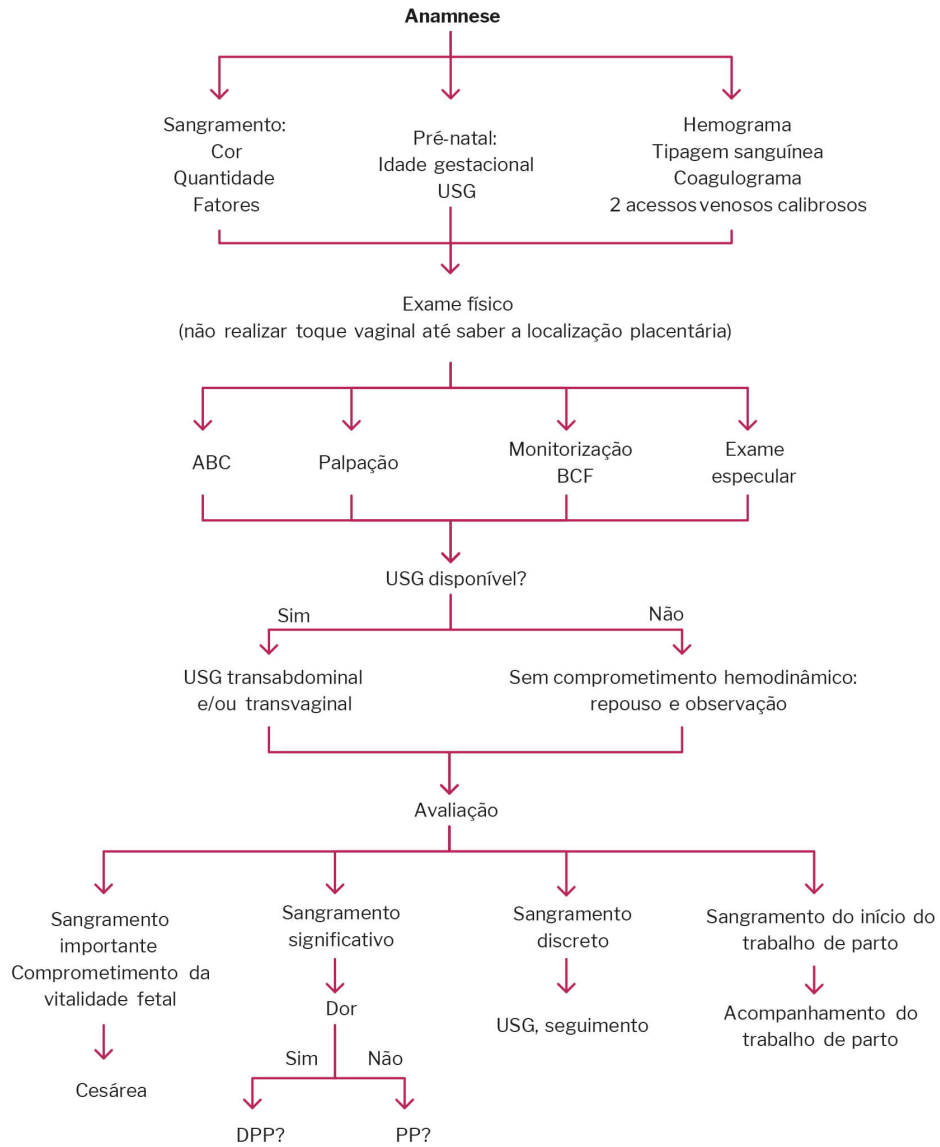 Anamnese
Sangramento:
Cor
Quantidade
Fatores
Pré-natal:
Idade gestacional
USG
Hemograma
Tipagem sanguínea
Coagulograma
2 acessos venosos calibrosos
Exame físico
(não realizar toque vaginal até saber a localização placentária)
ABC
Palpação
Monitorização
BCF
Exame
especular
USG disponível?
Sim
Não
USG transabdominal
e/ou transvaginal
Sem comprometimento hemodinâmico:
repouso e observação
Avaliação
Sangramento
importante
Comprometimento da
vitalidade fetal
Cesárea
Sangramento
significativo
Dor
Sim
Não
DPP?
PP?
Sangramento
discreto
USG, seguimento
Sangramento do início do
trabalho de parto
Acompanhamento do
trabalho de parto